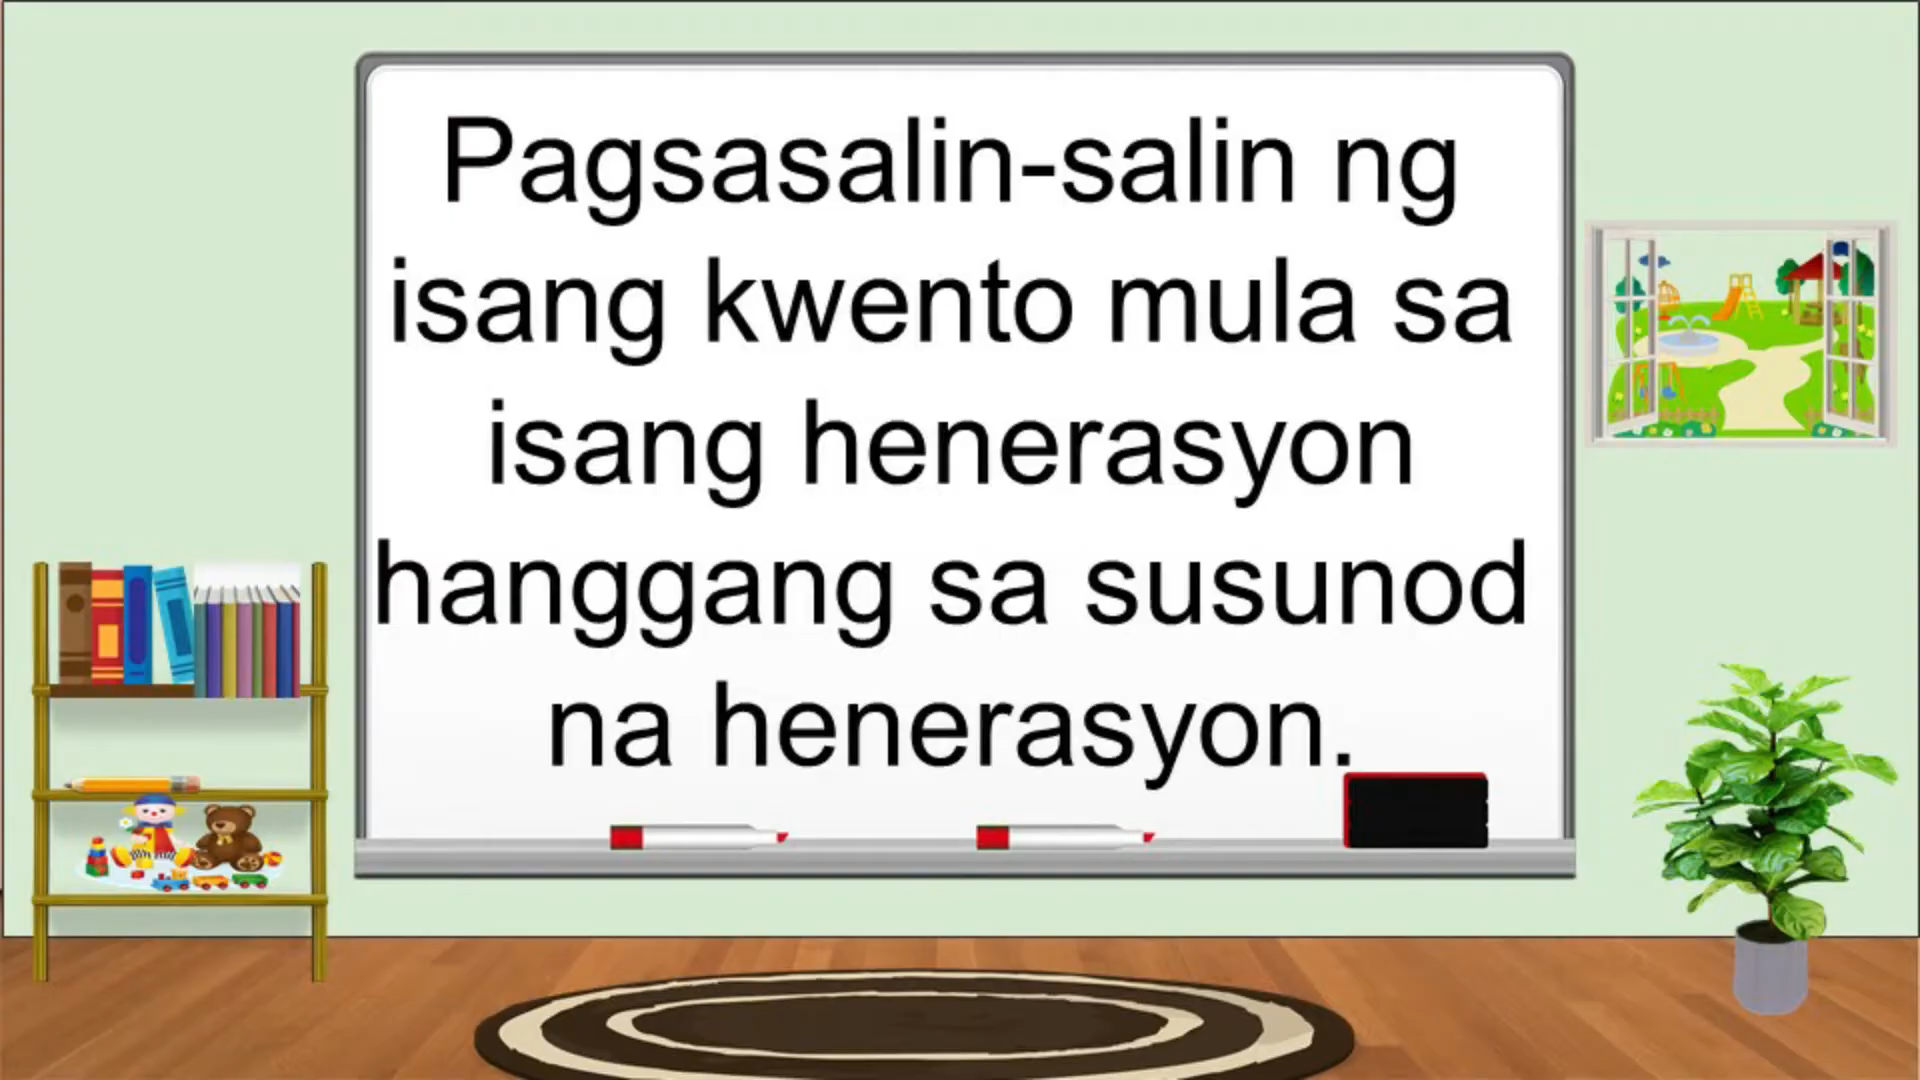 Pagsasalin-salin ng
isang kwento mula sa
isang henerasyon
hanggang sa susunod
na henerasyon.